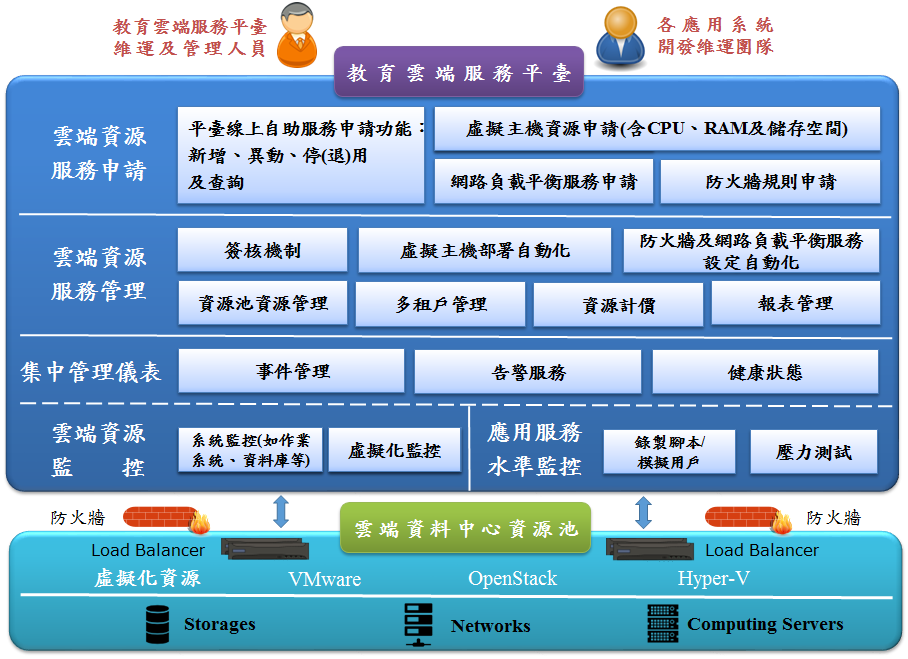 教育雲端服務平臺
維運及管理人員
各應用系統
開發維運團隊
教育雲端服務平臺
雲端資源
服務申請
平臺線上自助服務申請功能：
新增、異動、停(退)用
及查詢
虛擬主機資源申請(含CPU、RAM及儲存空間)
網路負載平衡服務申請
防火牆規則申請
雲端資源
服務管理
簽核機制
虛擬主機部署自動化
防火牆及網路負載平衡服務
設定自動化
資源池資源管理
多租戶管理
資源計價
報表管理
集中管理儀表
事件管理
告警服務
健康狀態
雲端資源
監控
系統監控(如作業
系統、資料庫等)
虛擬化監控
應用服務
水準監控
錄製腳本/
模擬用戶
壓力測試
防火牆
雲端資料中心資源池
防火牆
Load Balancer
Load Balancer
虛擬化資源
VMware
OpenStack
Hyper-V
Storages
Networks
Computing Servers